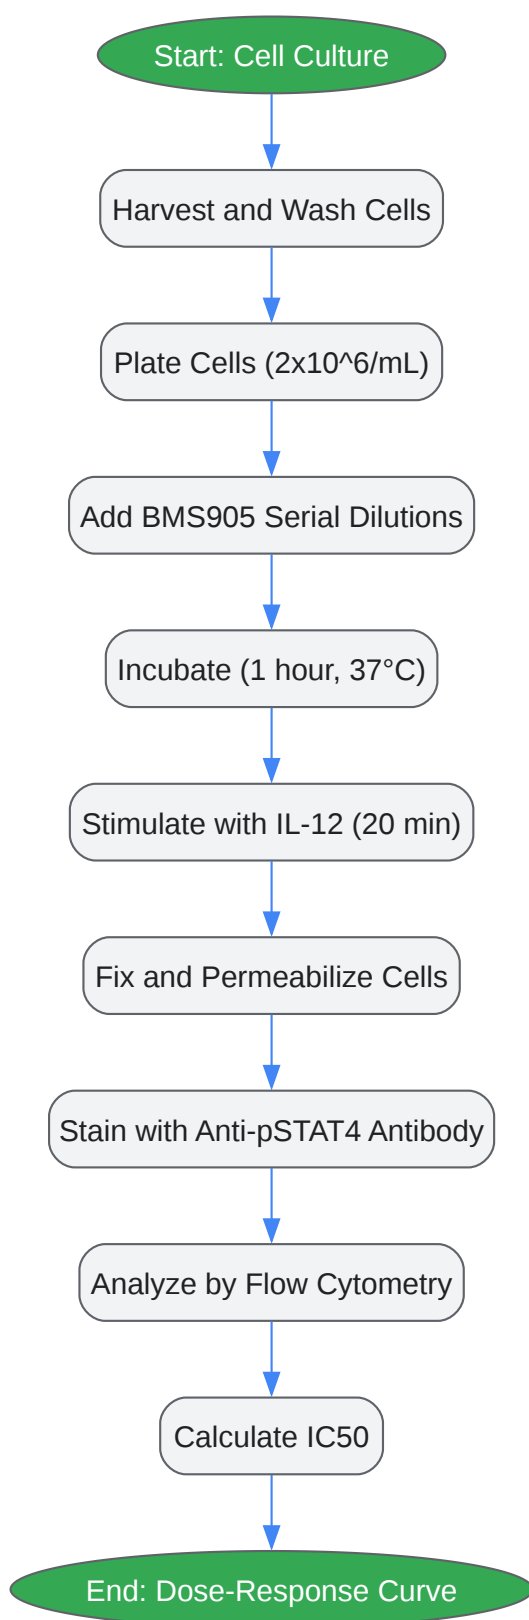 Start: Cell Culture
Harvest and Wash Cells
Plate Cells (2x10^6/mL)
Add BMS905 Serial Dilutions
Incubate (1 hour, 37°C)
Stimulate with IL-12 (20 min)
Fix and Permeabilize Cells
Stain with Anti-pSTAT4 Antibody
Analyze by Flow Cytometry
Calculate IC50
End: Dose-Response Curve